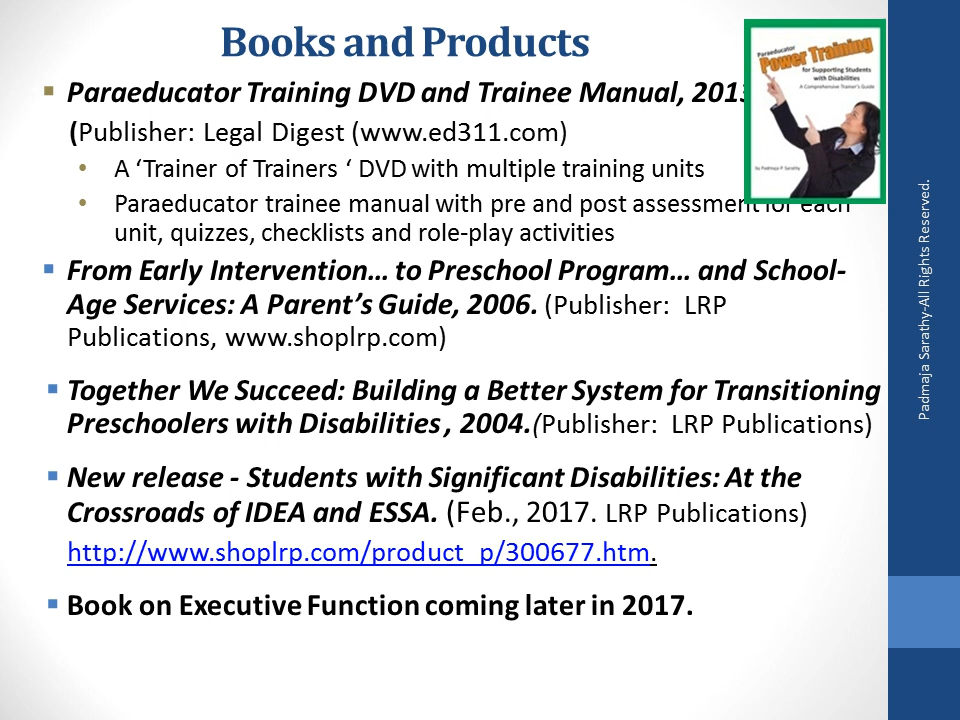 Books and Products
Paraeducator Training DVD and Trainee Manual, 2013
(Publisher: Legal Digest (www.ed311.com)
• A ‘Trainer of Trainers ‘ DVD with multiple training units
• Paraeducator trainee manual with pre and post assessment for each
unit, quizzes, checklists and role-play activities
From Early Intervention… to Preschool Program… and School-
Age Services: A Parent’s Guide, 2006. (Publisher: LRP
Publications, www.shoplrp.com)
Together We Succeed: Building a Better System for Transitioning
Preschoolers with Disabilities , 2004.(Publisher: LRP Publications)
New release - Students with Significant Disabilities: At the
Crossroads of IDEA and ESSA. (Feb., 2017. LRP Publications)
http://www.shoplrp.com/product_p/300677.htm.
Book on Executive Function coming later in 2017.
Paraeducator
Power Training
for Supporting Students
with Disabilities
A Comprehensive Trainer's Guide
by Padmaja P. Sarathy
Padmaja Sarathy-All Rights Reserved.